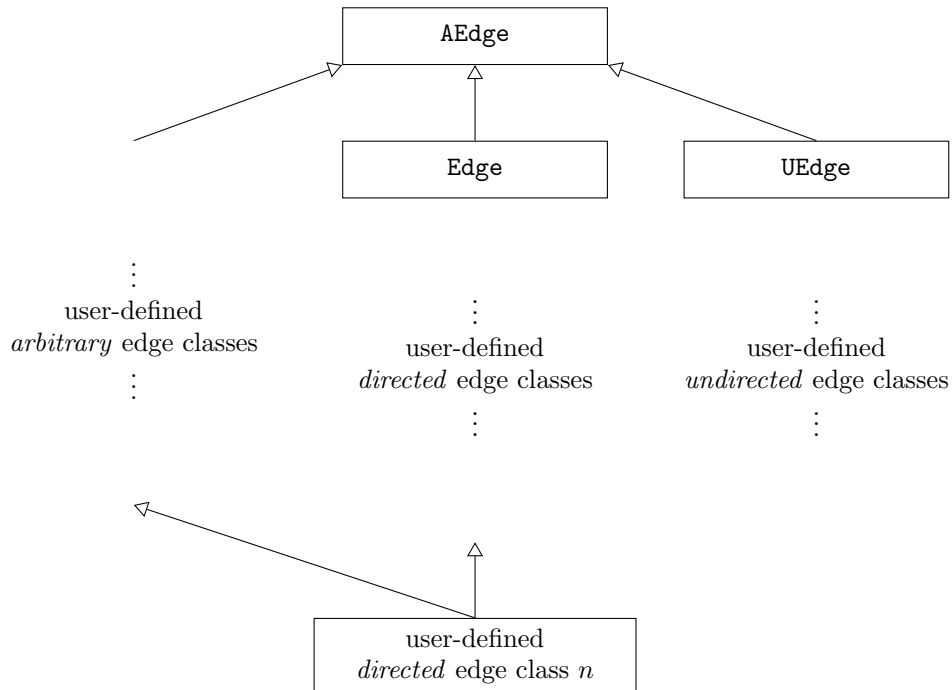 AEdge
Edge
UEdge
⋮
user-defined
arbitrary edge classes
⋮
⋮
user-defined
directed edge classes
⋮
⋮
user-defined
undirected edge classes
⋮
user-defined
directed edge class n